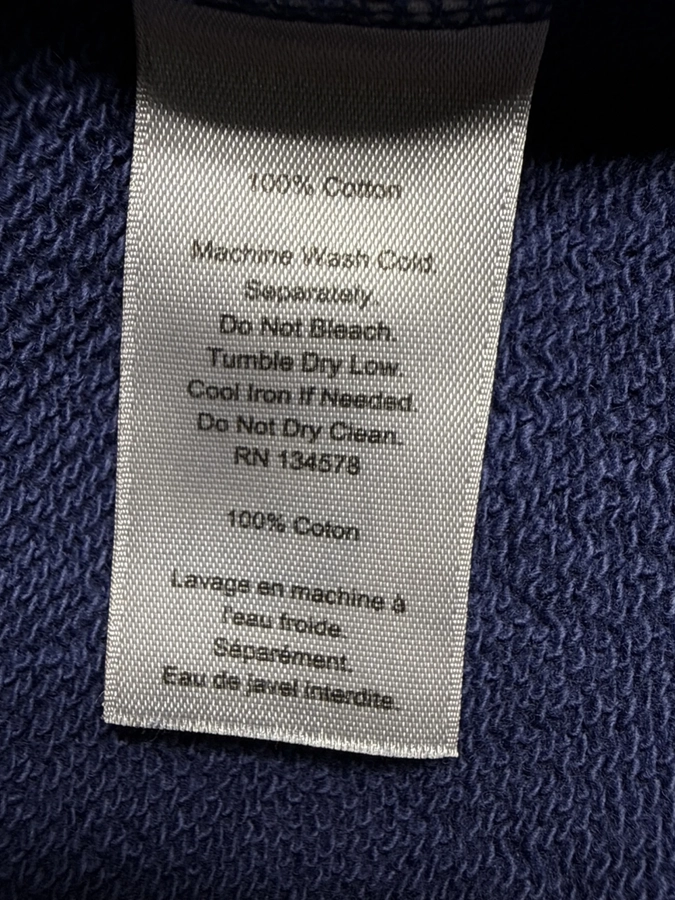 100% Cotton
Machine Wash Cold.
Separately.
Do Not Bleach.
Tumble Dry Low.
Cool Iron If Needed.
Do Not Dry Clean.
RN 134578
100% Coton
Lavage en machine à
l'eau froide.
Séparément.
Eau de javel interdite.